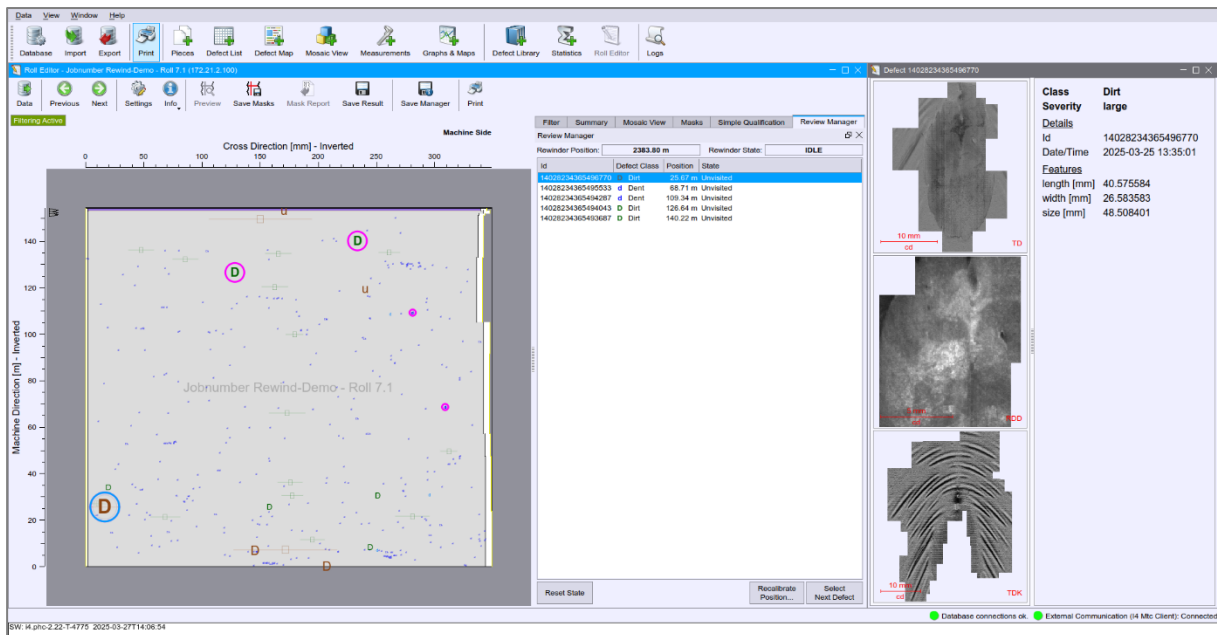 Data View Window Help
Database Import Export Print Pieces Defect List Defect Map Mosaic View Measurements Graphs & Maps Defect Library Statistics Roll Editor Logs
Roll Editor - Jobnumber Rewind-Demo - Roll 7.1 (172.21.2.100)
Data Previous Next Settings Info Preview Save Masks Mask Report Save Result Save Manager Print
Filtering Active
Machine Side
Cross Direction [mm] - Inverted
0 50 100 150 200 250 300
Machine Direction [m] - Inverted
140
120
100
80
60
40
20
0
u
D
D
u
Jobnumber Rewind-Demo - Roll 7.1
D
D
D
D
D
D
D
Filter Summary Mosaic View Masks Simple Qualification Review Manager
Review Manager
Rewinder Position: 2383.80 m Rewinder State: IDLE
Id Defect Class Position State
14028234365496770 D Dirt 25.67 m Unvisited
14028234365495533 d Dent 68.71 m Unvisited
14028234365494287 d Dent 109.34 m Unvisited
14028234365494043 D Dirt 126.64 m Unvisited
14028234365493687 D Dirt 140.22 m Unvisited
Reset State
Recalibrate Position...
Select Next Defect
Defect 14028234365496770
10 mm
cd
TD
mm
10 mm
cd
TDK
Class Dirt
Severity large
Details
Id 14028234365496770
Date/Time 2025-03-25 13:35:01
Features
length [mm] 40.575584
width [mm] 26.583583
size [mm] 48.508401
Database connections ok. External Communication (I4 Mtc Client): Connected
SW: i4.phc-2.22-T-4775 2025-03-27T14:06:54